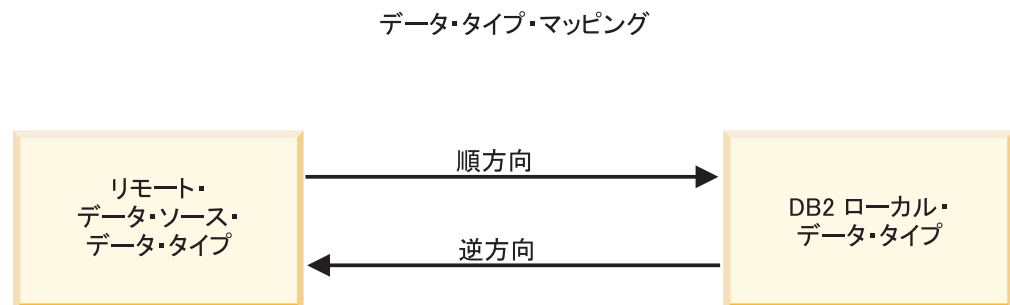 データ・タイプ・マッピング
順方向
リモート・
データ・ソース・
データ・タイプ
DB2 ローカル・
データ・タイプ
逆方向